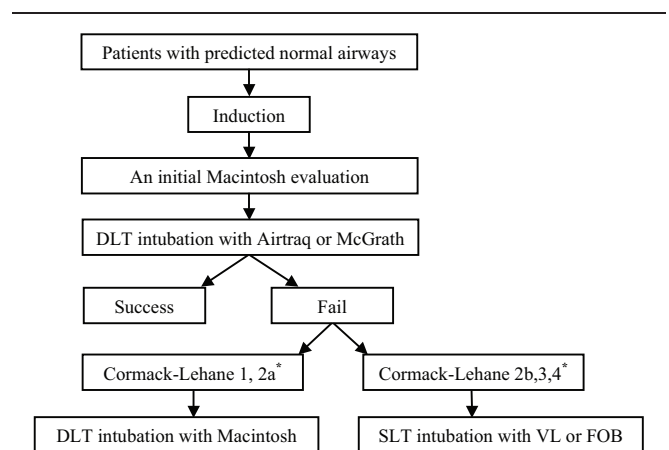 Patients with predicted normal airways
Induction
An initial Macintosh evaluation
DLT intubation with Airtraq or McGrath
Success
Fail
Cormack-Lehane 1, 2a*
Cormack-Lehane 2b,3,4*
DLT intubation with Macintosh
SLT intubation with VL or FOB